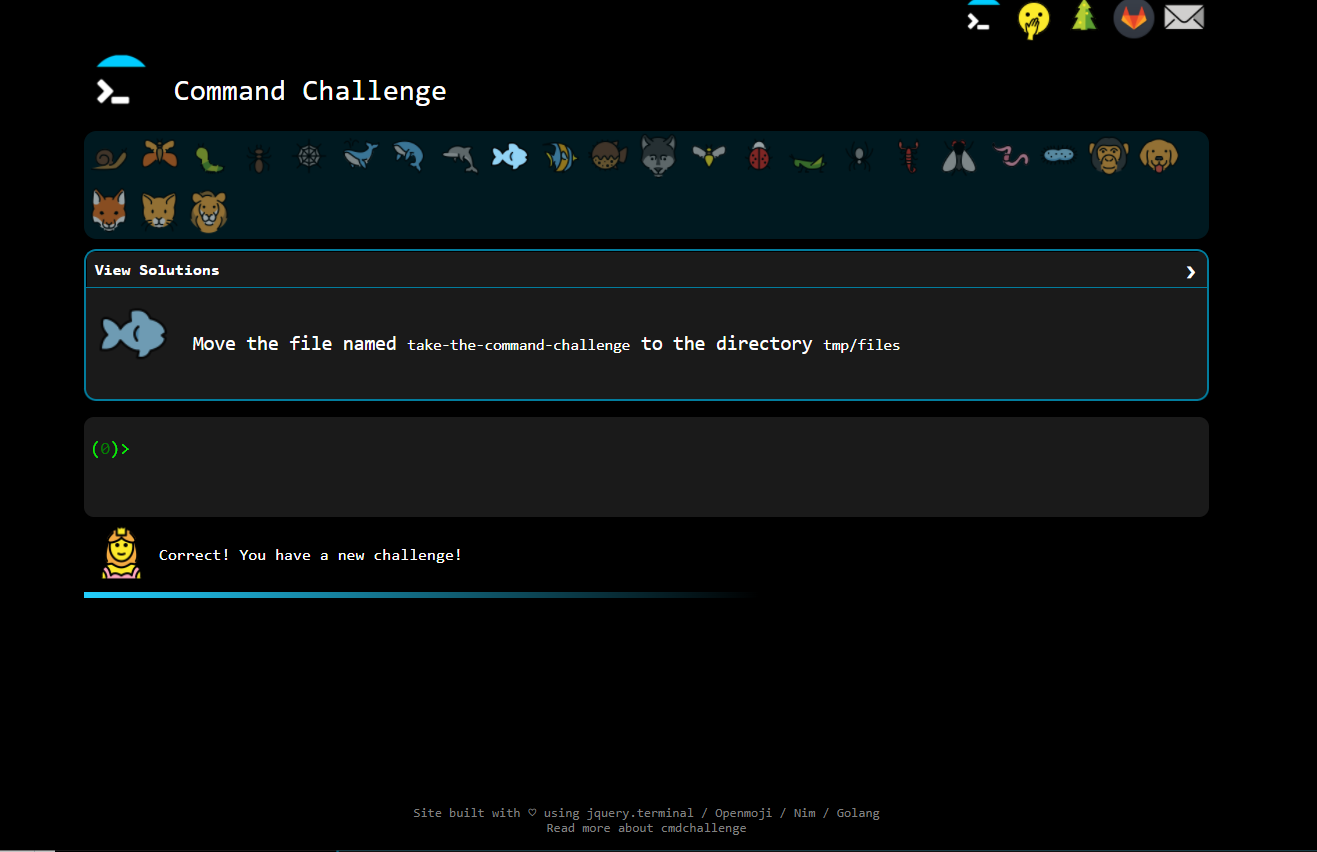 Command Challenge
View Solutions
Move the file named take-the-command-challenge to the directory tmp/files
(0)>
Correct! You have a new challenge!
Site built with ♡ using jquery.terminal / Openmoji / Nim / Golang
Read more about cmdchallenge